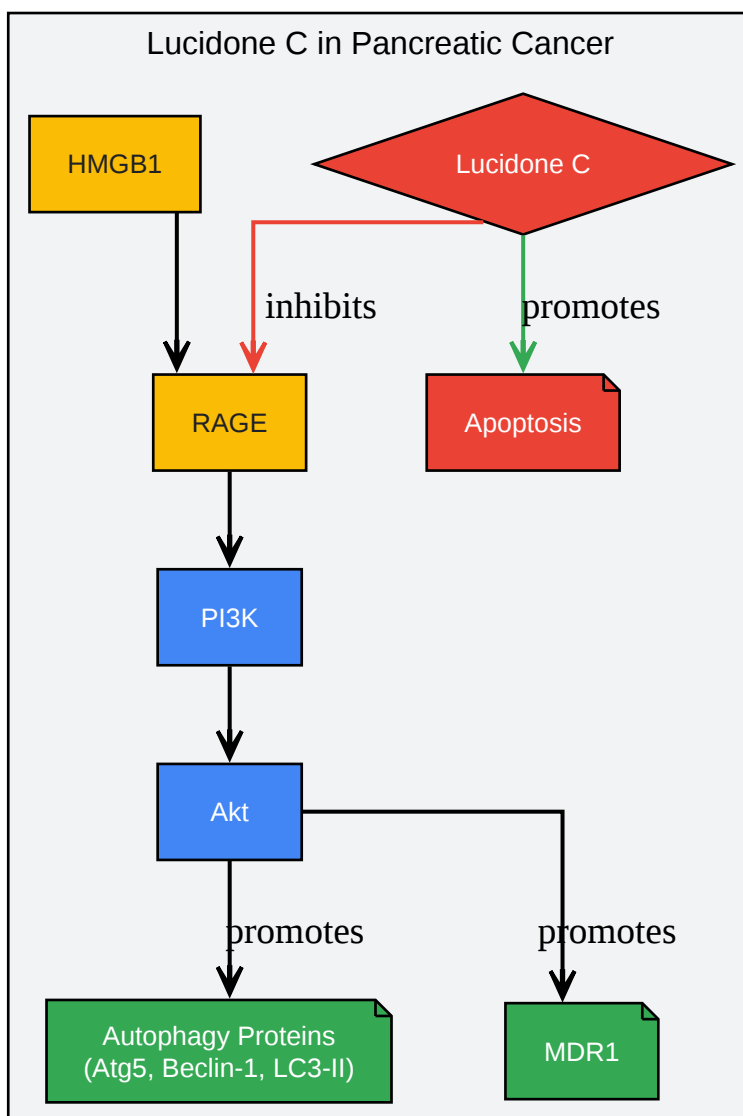 Lucidone C in Pancreatic Cancer
HMGB1
Lucidone C
inhibits
promotes
RAGE
Apoptosis
PI3K
Akt
promotes
promotes
Autophagy Proteins
(Atg5, Beclin-1, LC3-II)
MDR1